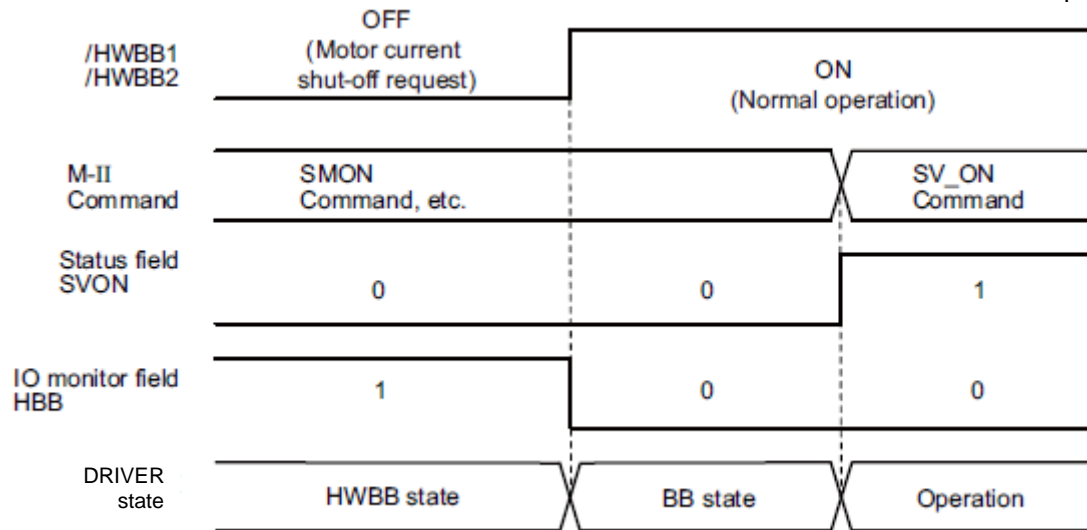 OFF
(Motor current
shut-off request)
/HWBB1
/HWBB2
ON
(Normal operation)
M-II
Command
SMON
Command, etc.
SV_ON
Command
Status field
SVON
0
0
1
IO monitor field
HBB
1
0
0
DRIVER
state
HWBB state
BB state
Operation